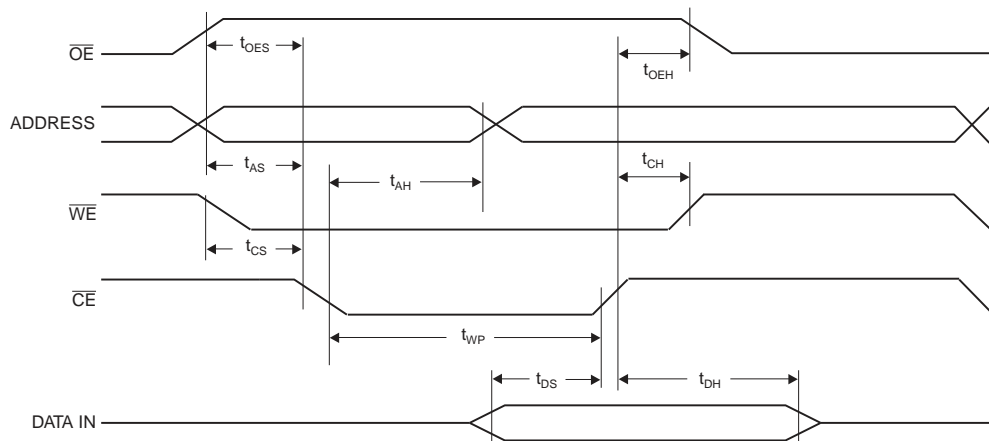 OE
tOES
tOEH
ADDRESS
tAS
tAH
tCH
WE
tCS
CE
tWP
tDS
tDH
DATA IN